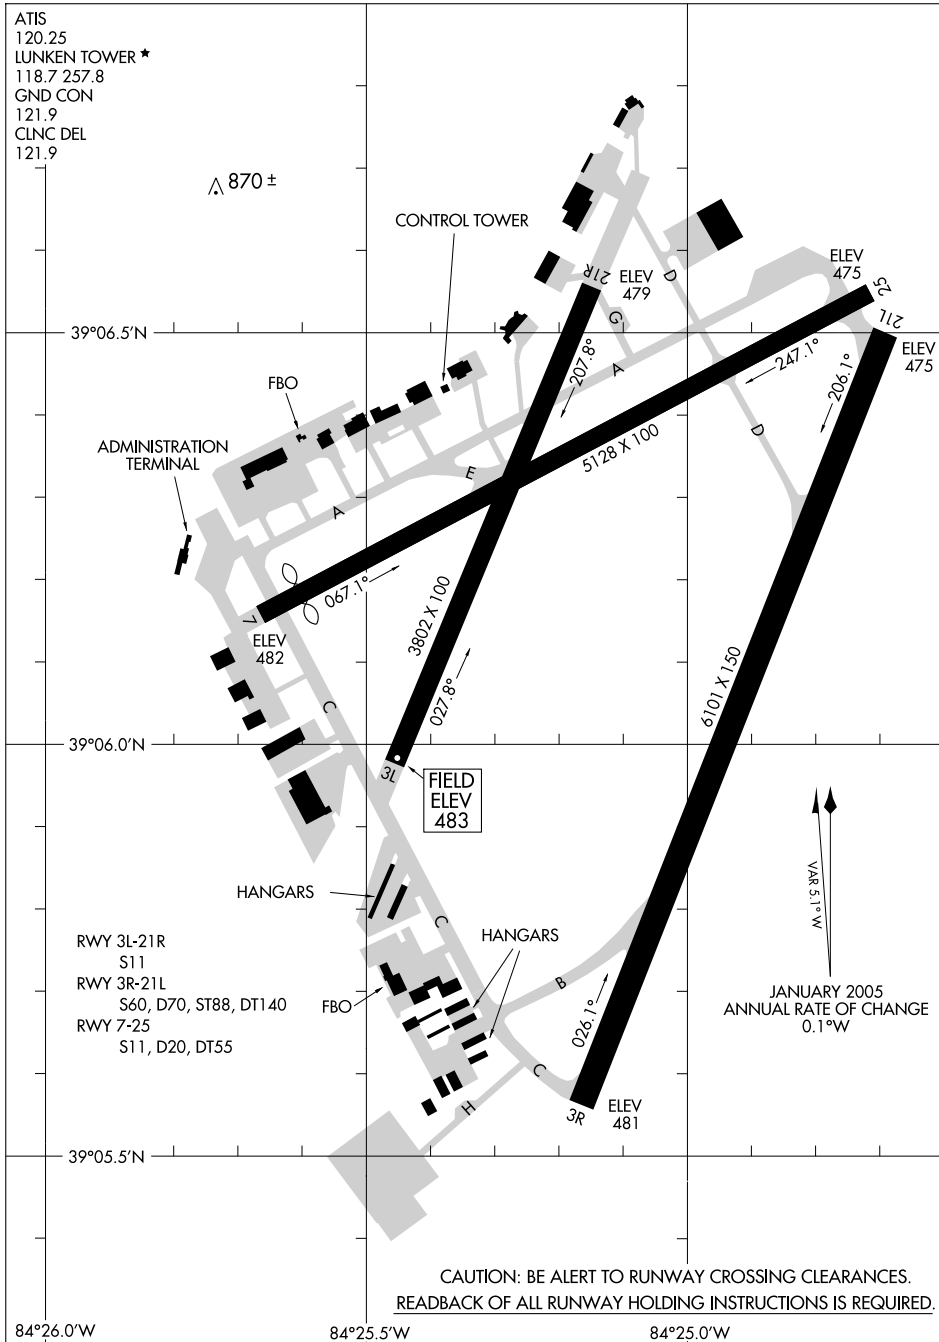 ATIS
120.25
LUNKEN TOWER ★
118.7 257.8
GND CON
121.9
CLNC DEL
121.9
870 ±
CONTROL TOWER
21R
ELEV
479
D
ELEV
475
25
21L
ELEV
475
39°06.5'N
G
207.8°
A
247.1°
206.1°
FBO
D
ADMINISTRATION
TERMINAL
5128 X 100
E
A
067.1°
7
ELEV
482
3802 X 100
027.8°
6101 X 150
C
39°06.0'N
3L
FIELD
ELEV
483
VAR 5.1° W
HANGARS
C
HANGARS
RWY 3L-21R
S11
RWY 3R-21L
S60, D70, ST88, DT140
RWY 7-25
S11, D20, DT55
FBO
B
026.1°
JANUARY 2005
ANNUAL RATE OF CHANGE
0.1°W
C
H
3R
ELEV
481
39°05.5'N
CAUTION: BE ALERT TO RUNWAY CROSSING CLEARANCES.
READBACK OF ALL RUNWAY HOLDING INSTRUCTIONS IS REQUIRED.
84°26.0'W
84°25.5'W
84°25.0'W